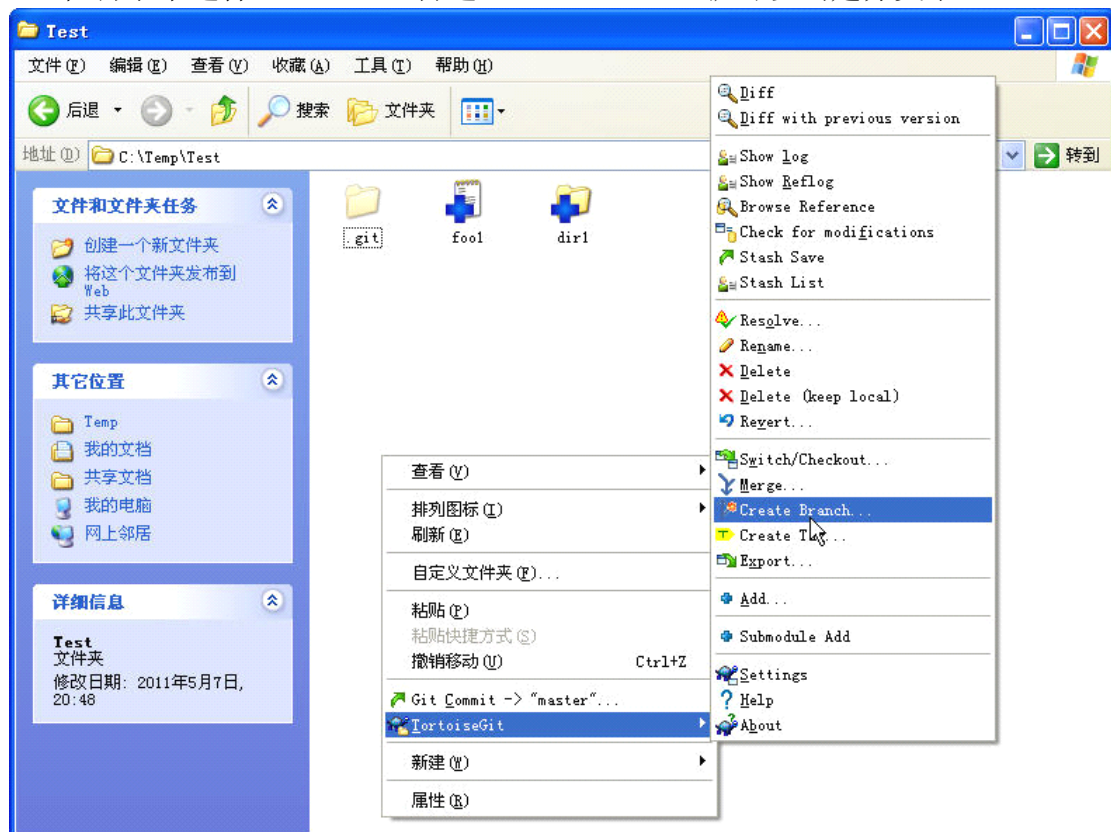 Test
文件(F) 编辑(E) 查看(V) 收藏(A) 工具(T) 帮助(H)
后退 搜索 文件夹
地址(D) C:\Temp\Test 转到
文件和文件夹任务
创建一个新文件夹
将这个文件夹发布到
Web
共享此文件夹
其它位置
Temp
我的文档
共享文档
我的电脑
网上邻居
详细信息
Test
文件夹
修改日期: 2011年5月7日,
20:48
.git foo1 dir1
查看(V)
排列图标(I)
刷新(E)
自定义文件夹(F)...
粘贴(P)
粘贴快捷方式(S)
撤销移动(U) Ctrl+Z
Git Commit -> "master"...
TortoiseGit
新建(W)
属性(R)
Diff
Diff with previous version
Show log
Show Reflog
Browse Reference
Check for modifications
Stash Save
Stash List
Resolve...
Rename...
Delete
Delete (keep local)
Revert...
Switch/Checkout...
Merge...
Create Branch...
Create Tag...
Export...
Add...
Submodule Add
Settings
Help
About